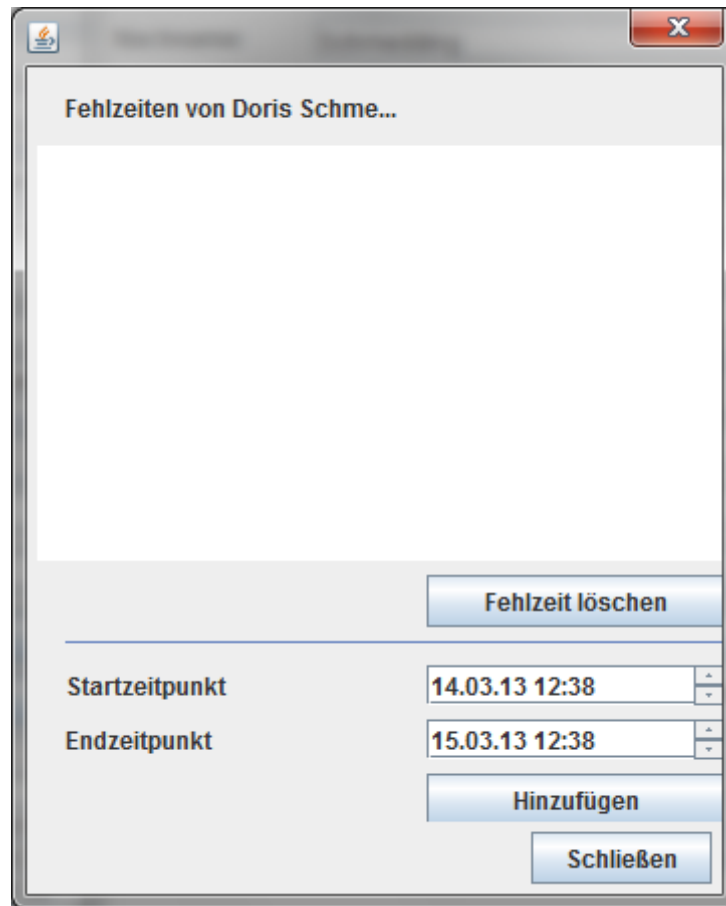 Fehlzeiten von Doris Schme...
Fehlzeit löschen
Startzeitpunkt 14.03.13 12:38
Endzeitpunkt 15.03.13 12:38
Hinzufügen
Schließen